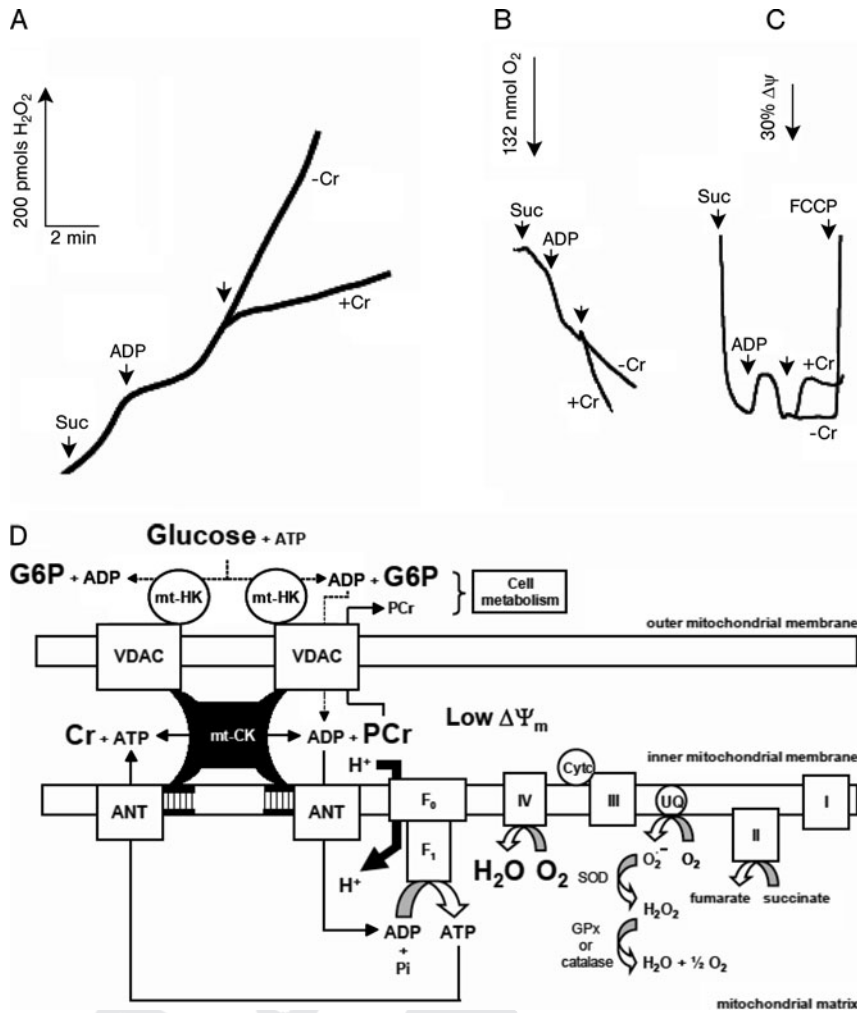 A
200 pmols H₂O₂
2 min
Suc
ADP
-Cr
+Cr
B
132 nmol O₂
Suc
ADP
-Cr
+Cr
C
30% Δψ
Suc
FCCP
ADP
+Cr
-Cr
D
Glucose + ATP
G6P + ADP
mt-HK
mt-HK
ADP + G6P
PCr
Cell
metabolism
outer mitochondrial membrane
VDAC
VDAC
Cr + ATP
mt-CK
ADP + PCr
Low ΔΨm
H⁺
inner mitochondrial membrane
ANT
ANT
F₀
F₁
IV
Cytc
III
UQ
II
I
H⁺
H₂O O₂
O₂·⁻ O₂
SOD
H₂O₂
fumarate succinate
ADP
+
Pi
ATP
GPx
or
catalase
H₂O + ½ O₂
mitochondrial matrix